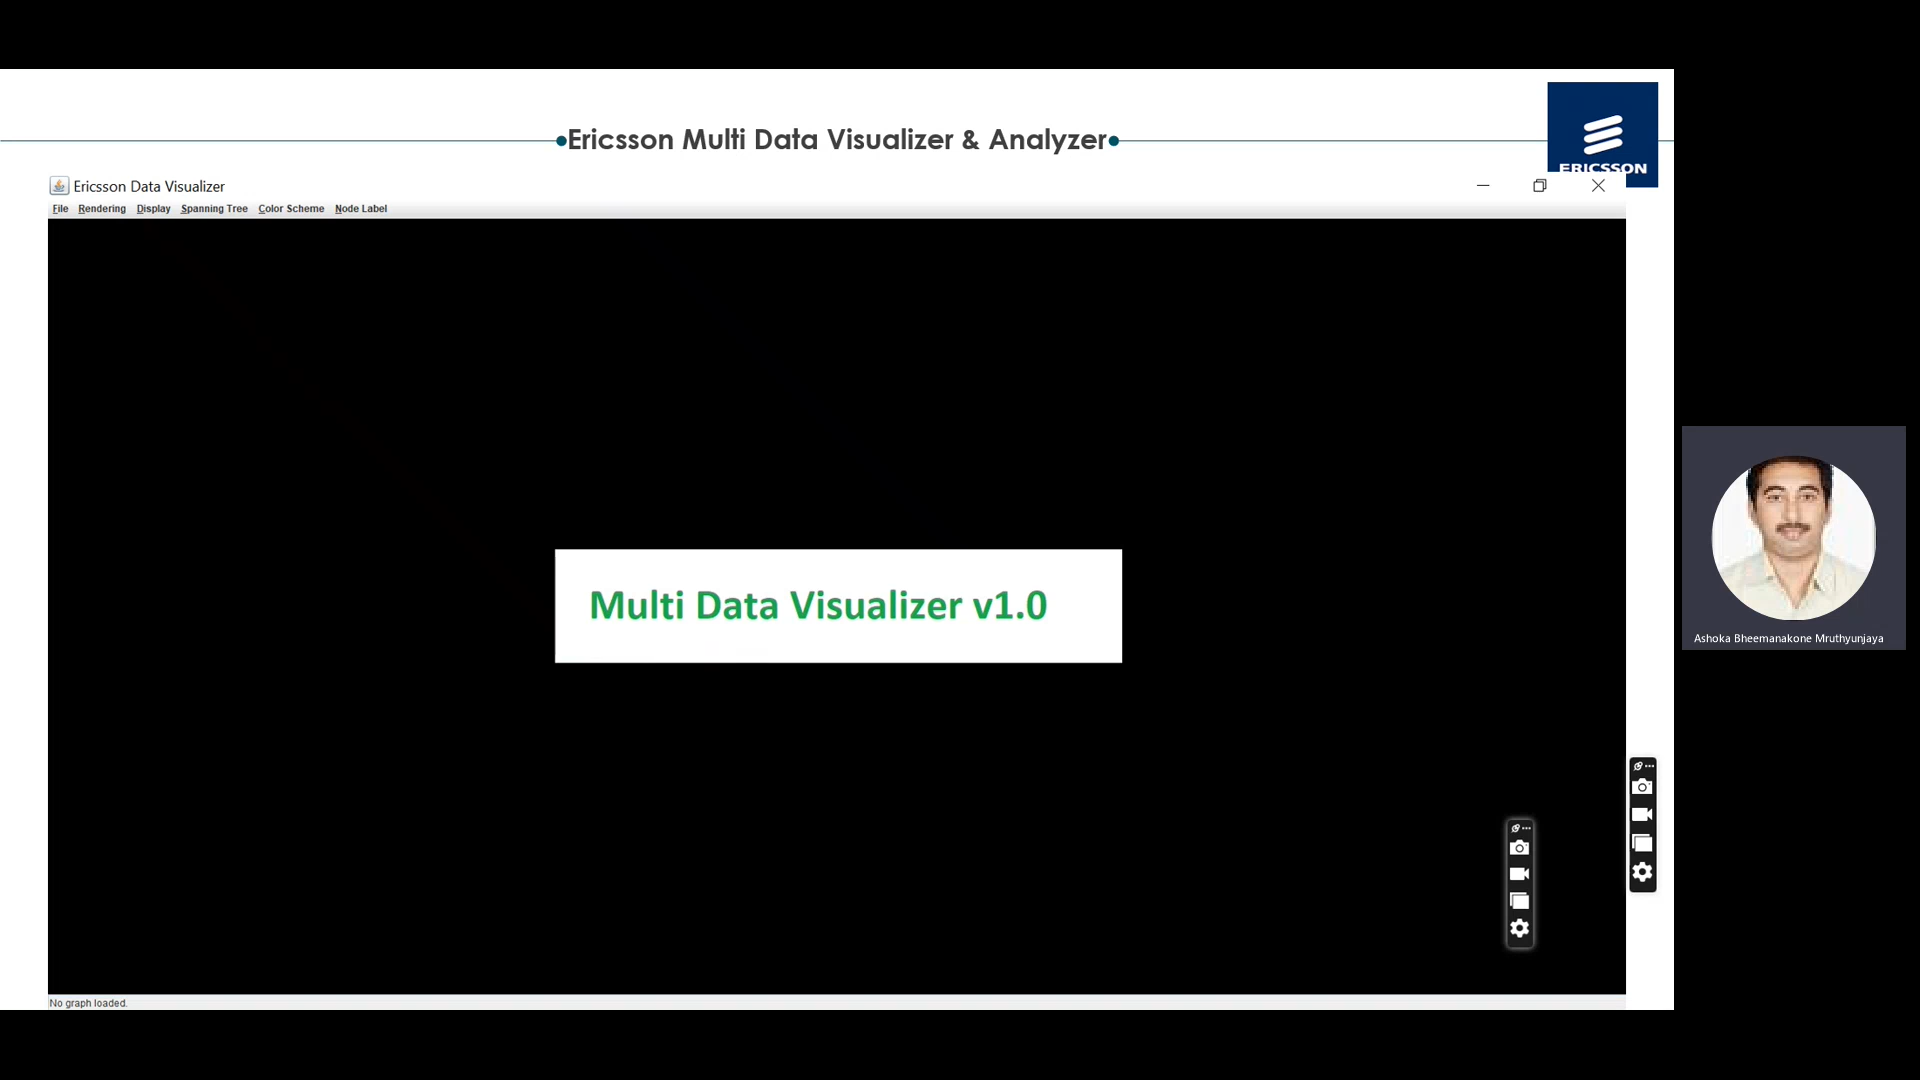 Ericsson Multi Data Visualizer & Analyzer
ERICSSON
Ericsson Data Visualizer
File Rendering Display Spanning Tree Color Scheme Node Label
Multi Data Visualizer v1.0
Ashoka Bheemanakone Mruthyunjaya
No graph loaded.